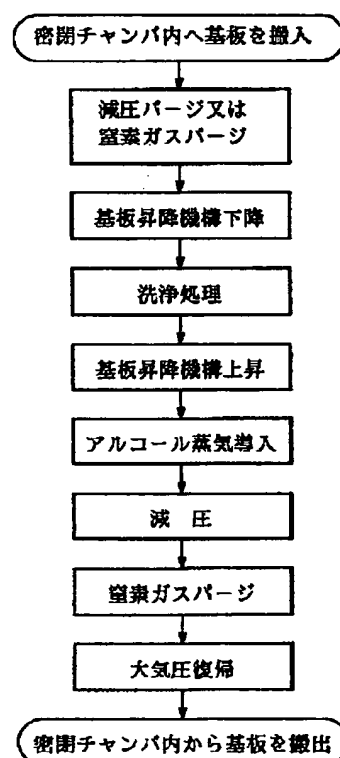 密閉チャンバ内へ基板を搬入
減圧パージ又は
窒素ガスパージ
基板昇降機構下降
洗浄処理
基板昇降機構上昇
アルコール蒸気導入
減 圧
窒素ガスパージ
大気圧復帰
密閉チャンバ内から基板を搬出